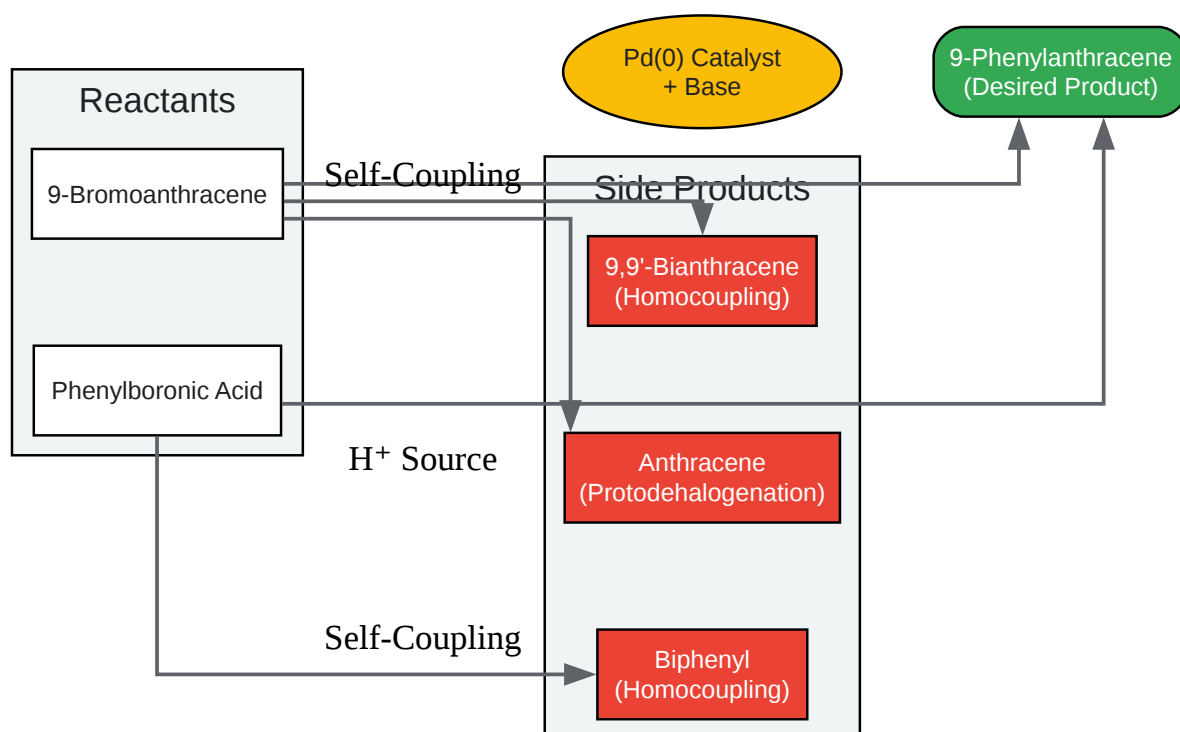 Pd(0) Catalyst
+ Base
9-Phenylanthracene
(Desired Product)
Reactants
9-Bromoanthracene
Self-Coupling
Side Products
9,9'-Bianthracene
(Homocoupling)
Phenylboronic Acid
H⁺ Source
Anthracene
(Protodehalogenation)
Self-Coupling
Biphenyl
(Homocoupling)